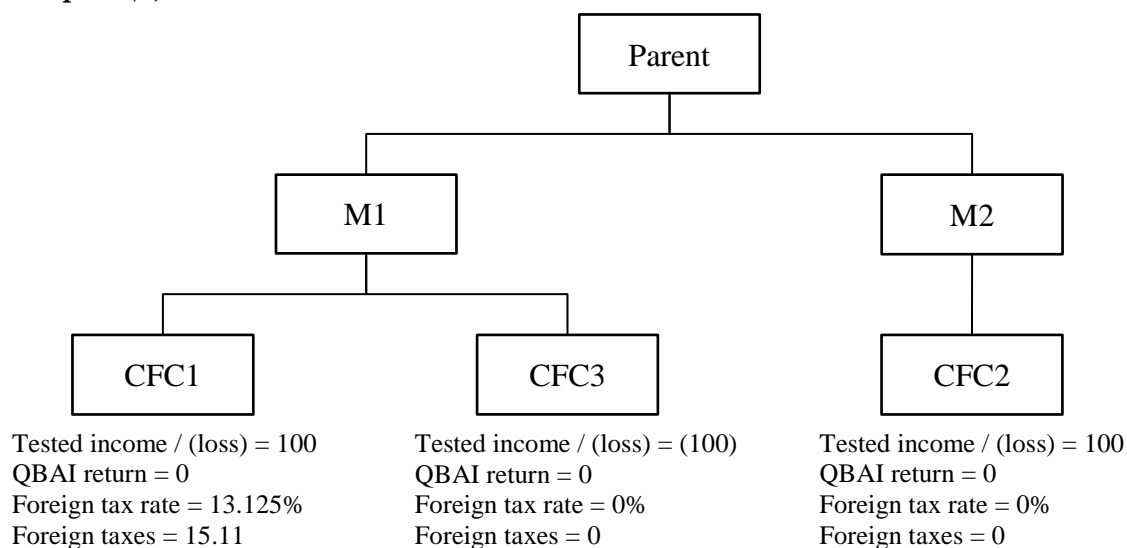 Parent
M1
M2
CFC1
CFC3
CFC2
Tested income / (loss) = 100
QBAI return = 0
Foreign tax rate = 13.125%
Foreign taxes = 15.11
Tested income / (loss) = (100)
QBAI return = 0
Foreign tax rate = 0%
Foreign taxes = 0
Tested income / (loss) = 100
QBAI return = 0
Foreign tax rate = 0%
Foreign taxes = 0